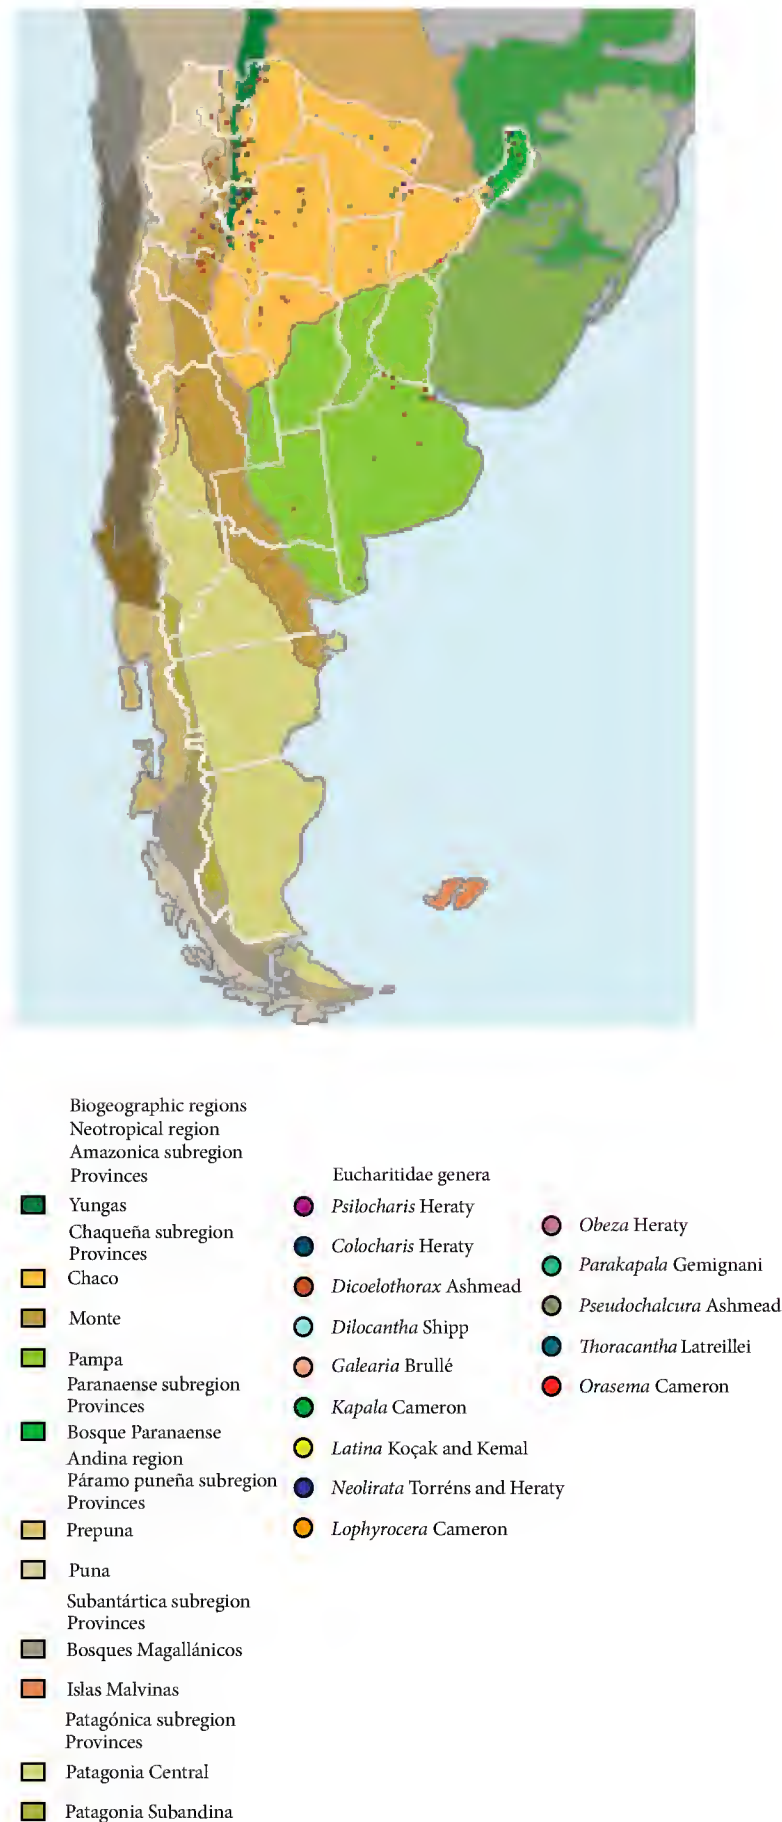 Biogeographic regions
Neotropical region
Amazonica subregion
Provinces
Yungas
Chaqueña subregion
Provinces
Chaco
Monte
Pampa
Paranaense subregion
Provinces
Bosque Paranaense
Andina region
Páramo puneña subregion
Provinces
Prepuna
Puna
Subantártica subregion
Provinces
Bosques Magallánicos
Islas Malvinas
Patagónica subregion
Provinces
Patagonia Central
Patagonia Subandina
Eucharitidae genera
Psilocharis Heraty
Colocharis Heraty
Dicoelothorax Ashmead
Dilocantha Shipp
Galearia Brullé
Kapala Cameron
Latina Koçak and Kemal
Neolirata Torréns and Heraty
Lophyrocera Cameron
Obeza Heraty
Parakapala Gemignani
Pseudochalcura Ashmead
Thoracantha Latreillei
Orasema Cameron